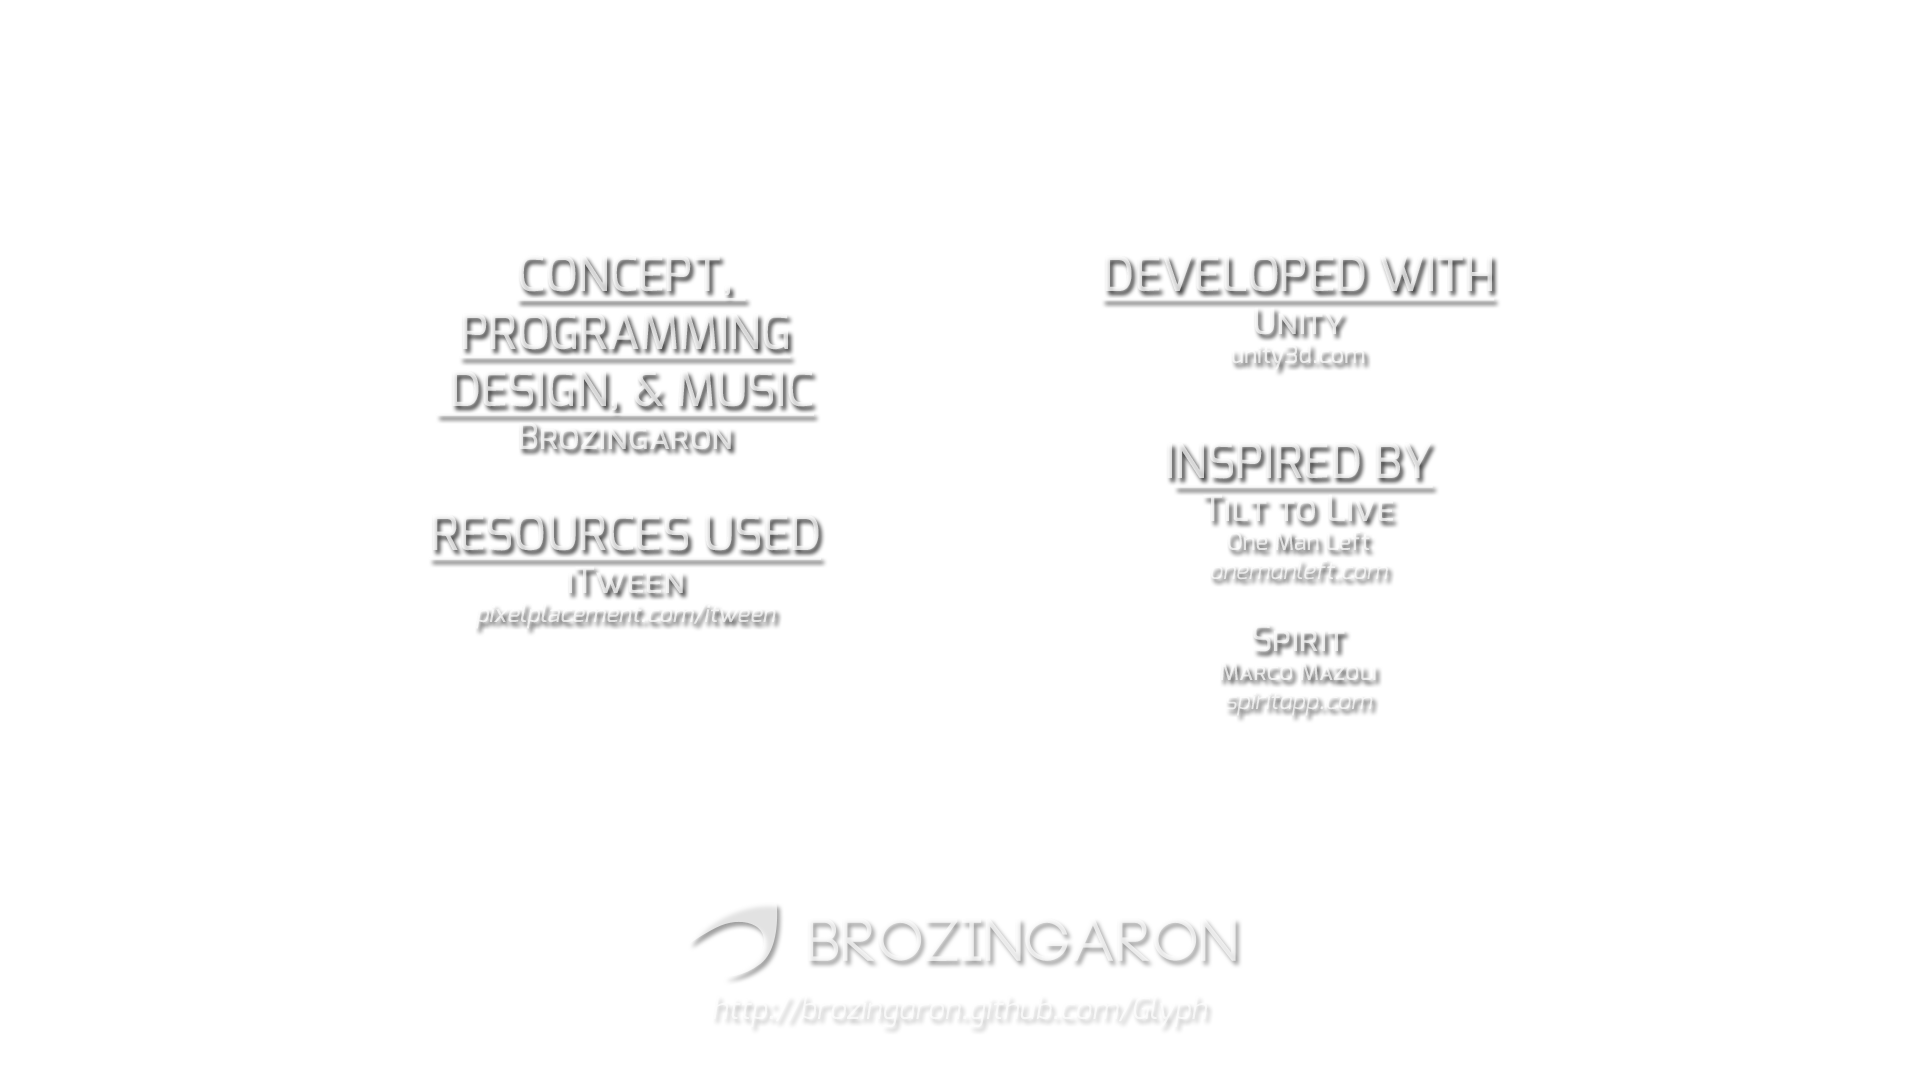 CONCEPT,
PROGRAMMING
DESIGN, & MUSIC
BROZINGARON
RESOURCES USED
ITWEEN
pixelplacement.com/itween
DEVELOPED WITH
UNITY
unity3d.com
INSPIRED BY
TILT TO LIVE
One Man Left
onemanleft.com
SPIRIT
MARCO MAZOLI
spiritapp.com
BROZINGARON
http://brozingaron.github.com/Glyph